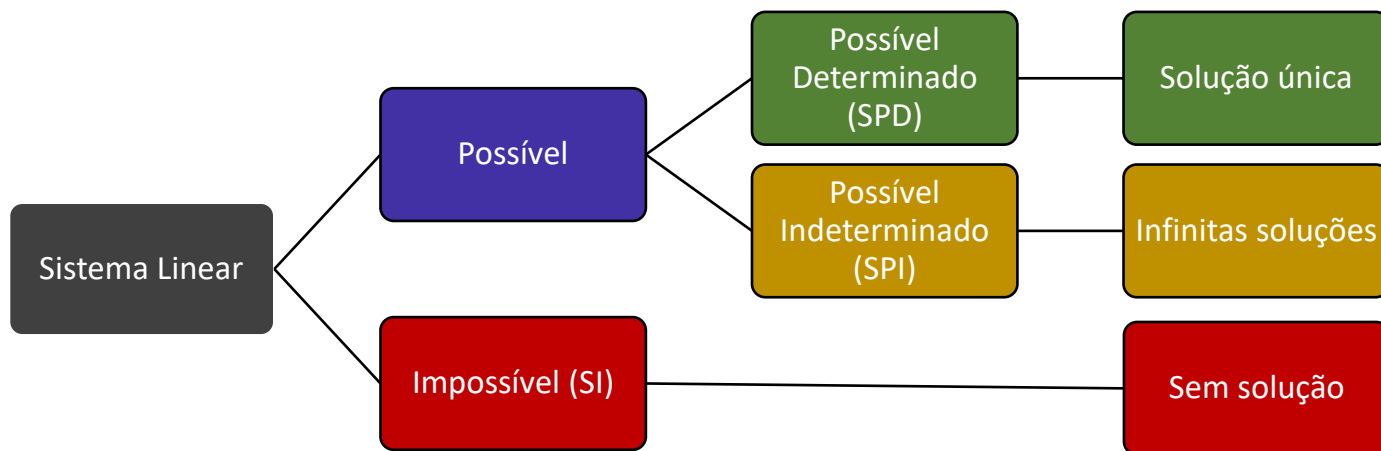 Sistema Linear
Possível
Possível
Determinado
(SPD)
Solução única
Possível
Indeterminado
(SPI)
Infinitas soluções
Impossível (SI)
Sem solução